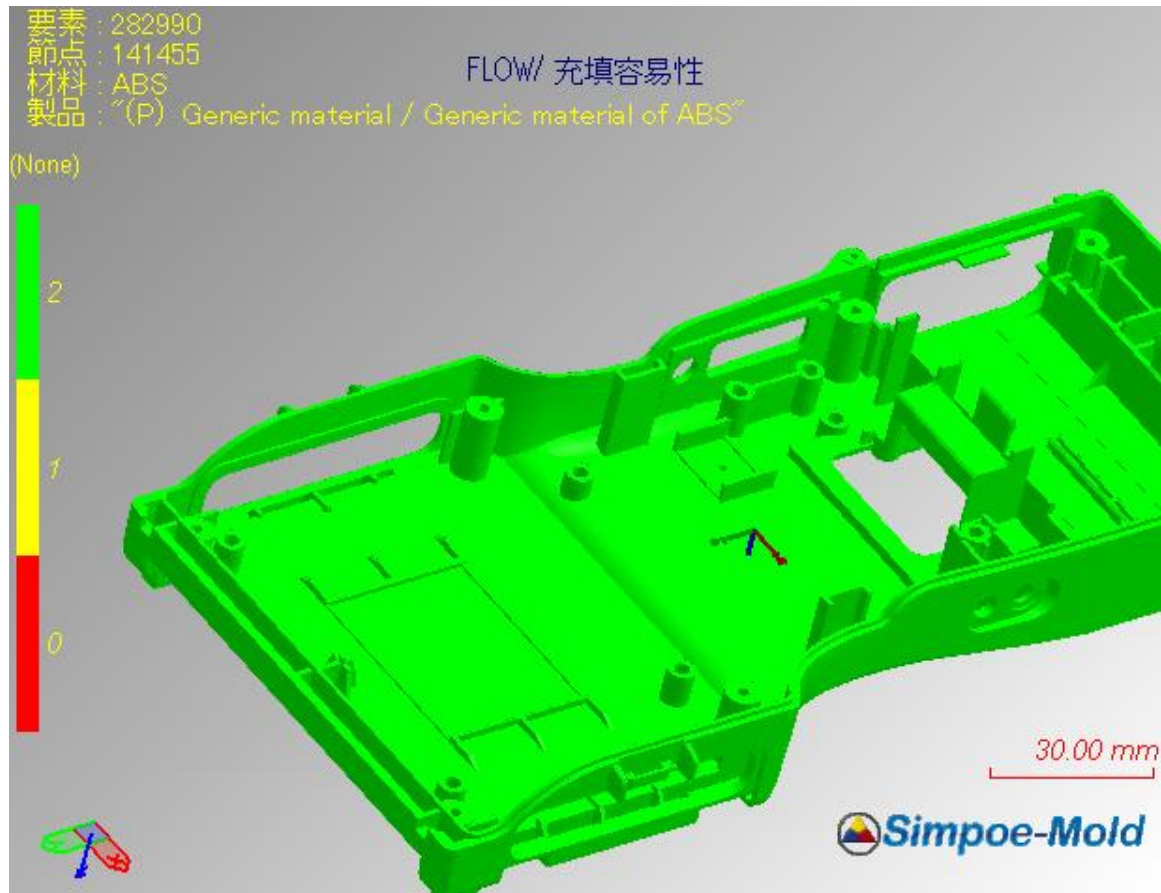 要素 : 282990
節点 : 141455
材料 : ABS
製品 : "(P) Generic material / Generic material of ABS"
FLOW/ 充填容易性
(None)
2
1
0
30.00 mm
Simpoe-Mold